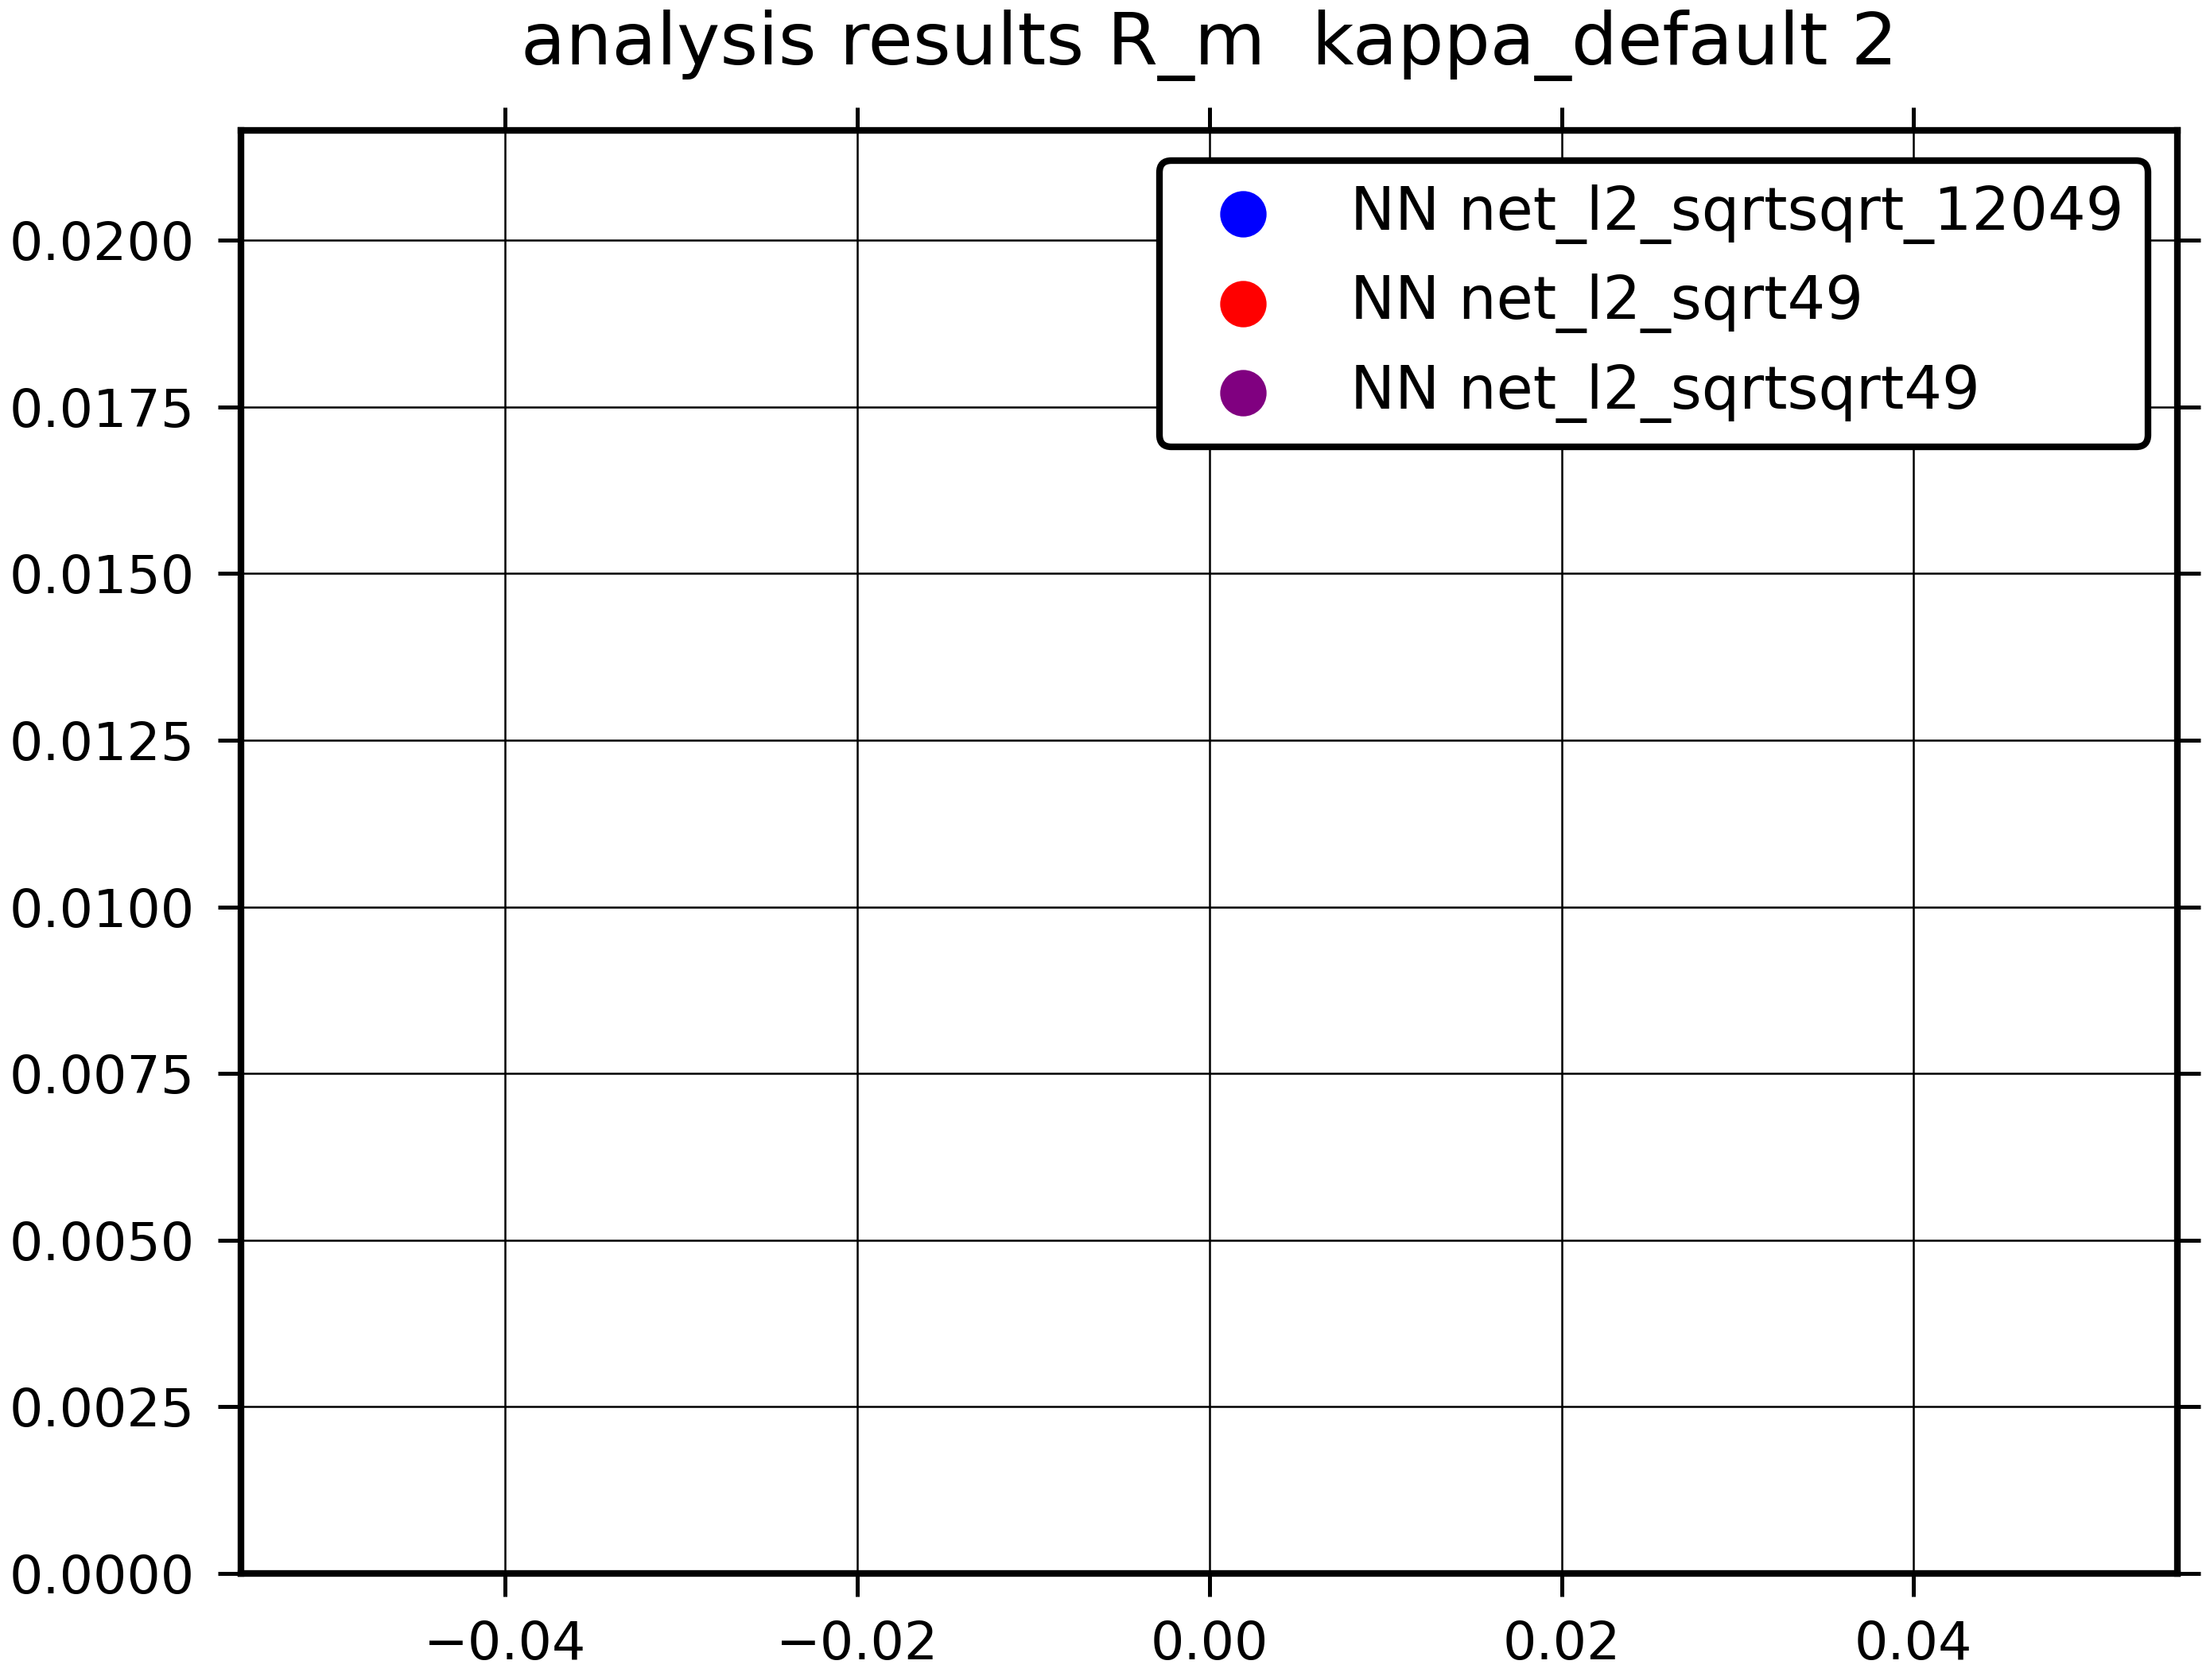 analysis results R_m  kappa_default 2
NN net_l2_sqrtsqrt_12049
NN net_l2_sqrt49
NN net_l2_sqrtsqrt49
0.0200
0.0175
0.0150
0.0125
0.0100
0.0075
0.0050
0.0025
0.0000
−0.04 −0.02 0.00 0.02 0.04